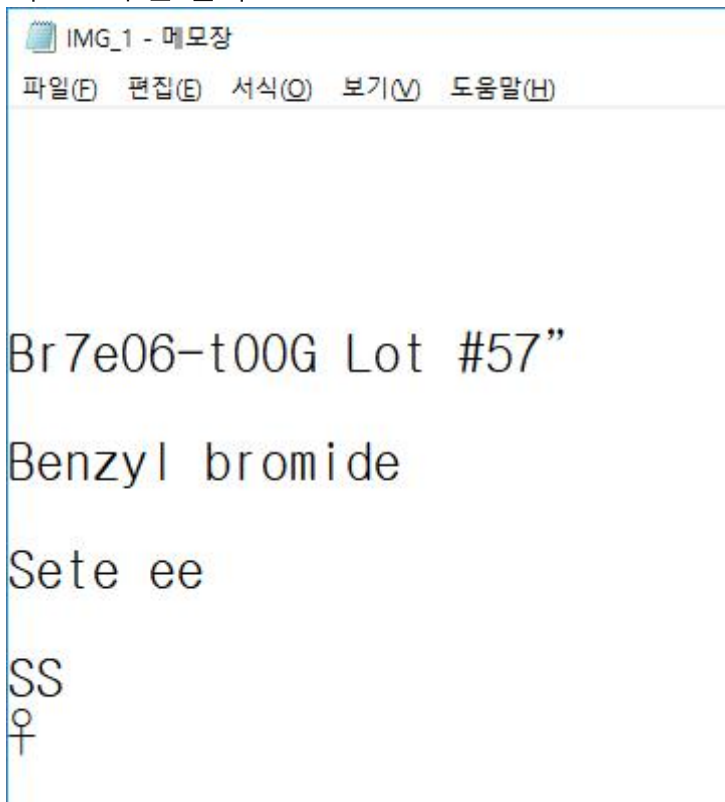 IMG_1 - 메모장
파일(F) 편집(E) 서식(O) 보기(V) 도움말(H)
Br7e06-t00G Lot #57”
Benzyl bromide
Sete ee
SS
♀